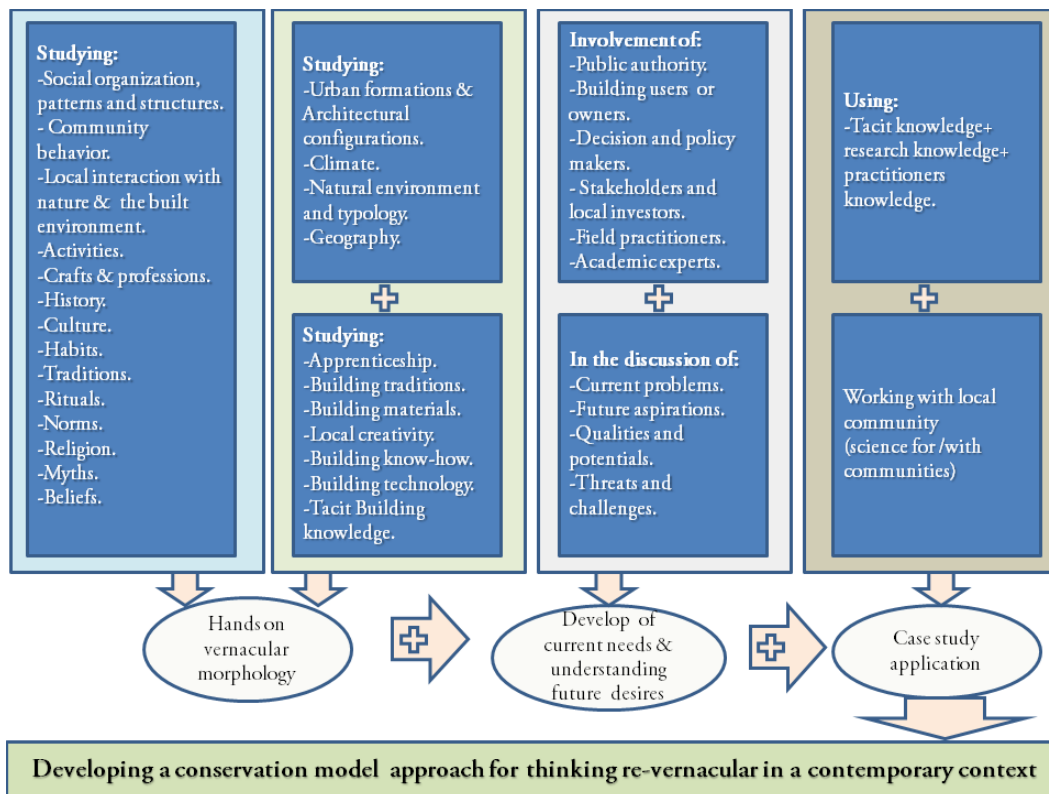 Studying:
-Social organization,
patterns and structures.
- Community
behavior.
-Local interaction with
nature & the built
environment.
-Activities.
-Crafts & professions.
-History.
-Culture.
-Habits.
-Traditions.
-Rituals.
-Norms.
-Religion.
-Myths.
-Beliefs.
Studying:
-Urban formations &
Architectural
configurations.
-Climate.
-Natural environment
and typology.
-Geography.
Studying:
-Apprenticeship.
-Building traditions.
-Building materials.
-Local creativity.
-Building know-how.
-Building technology.
-Tacit Building
knowledge.
Involvement of:
-Public authority.
-Building users or
owners.
-Decision and policy
makers.
-Stakeholders and
local investors.
-Field practitioners.
-Academic experts.
In the discussion of:
-Current problems.
-Future aspirations.
-Qualities and
potentials.
-Threats and
challenges.
Using:
-Tacit knowledge+
research knowledge+
practitioners
knowledge.
Working with local
community
(science for /with
communities)
Hands on
vernacular
morphology
Develop of
current needs &
understanding
future desires
Case study
application
Developing a conservation model approach for thinking re-vernacular in a contemporary context